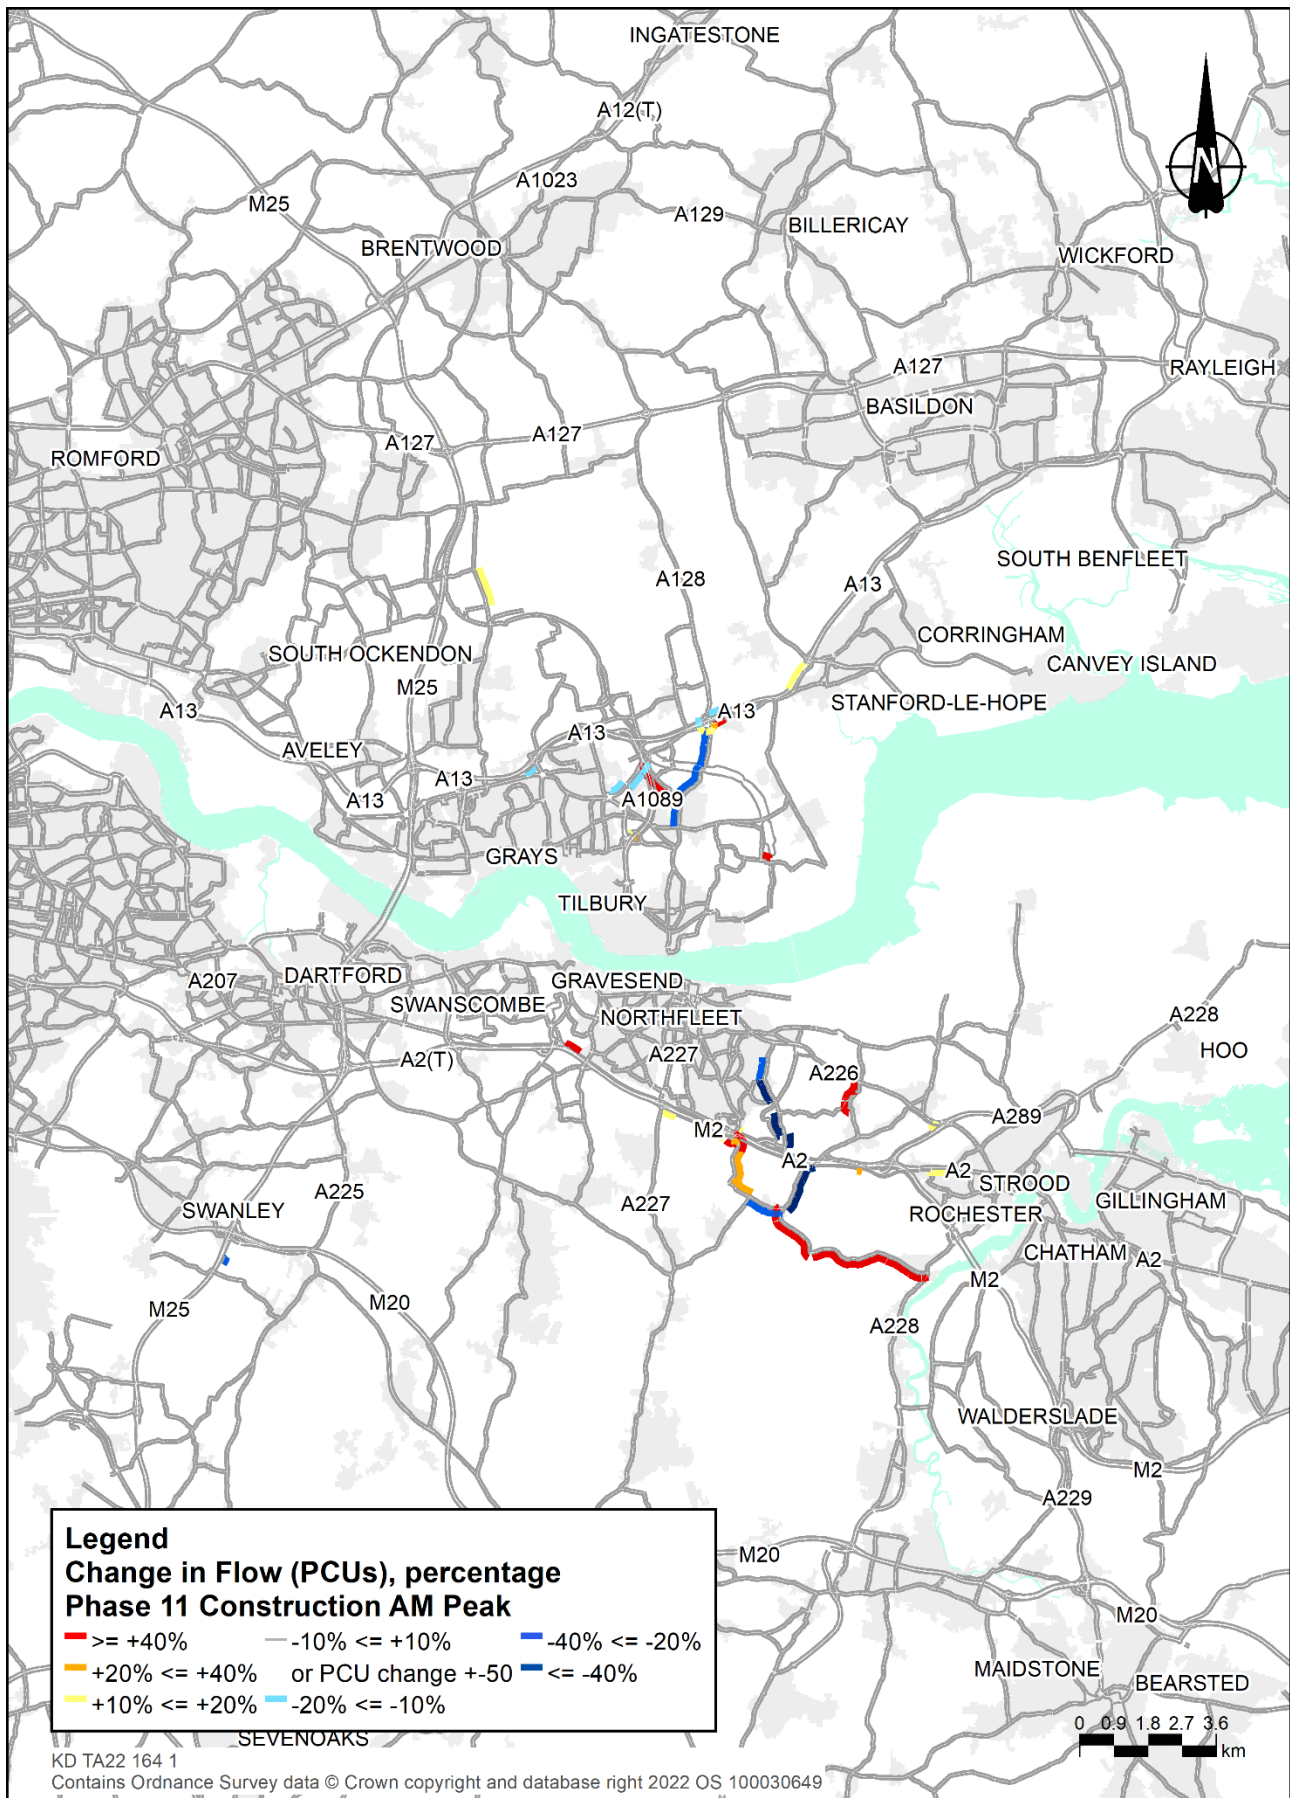 INGATESTONE
A12(T)
A1023
M25
A129
BILLERICAY
BRENTWOOD
WICKFORD
N
A127
RAYLEIGH
BASILDON
A127
A127
ROMFORD
SOUTH BENFLEET
A128
A13
CORRINGHAM
SOUTH OCKENDON
CANVEY ISLAND
M25
STANFORD-LE-HOPE
A13
A13
A13
AVELEY
A13
A13
A1089
GRAYS
TILBURY
DARTFORD
A207
GRAVESEND
SWANSCOMBE
NORTHFLEET
A228
HOO
A2(T)
A227
A226
A289
M2
A2
A2
STROOD
A225
GILLINGHAM
SWANLEY
A227
ROCHESTER
CHATHAM
A2
M2
M25
M20
A228
WALDERSLADE
M2
A229
M20
M20
MAIDSTONE
BEARSTED
Legend
Change in Flow (PCUs), percentage
Phase 11 Construction AM Peak
>= +40%
-10% <= +10%
-40% <= -20%
+20% <= +40%
or PCU change +-50
<= -40%
+10% <= +20%
-20% <= -10%
SEVENOAKS
0 0.9 1.8 2.7 3.6
km
KD TA22 164 1
Contains Ordnance Survey data © Crown copyright and database right 2022 OS 100030649